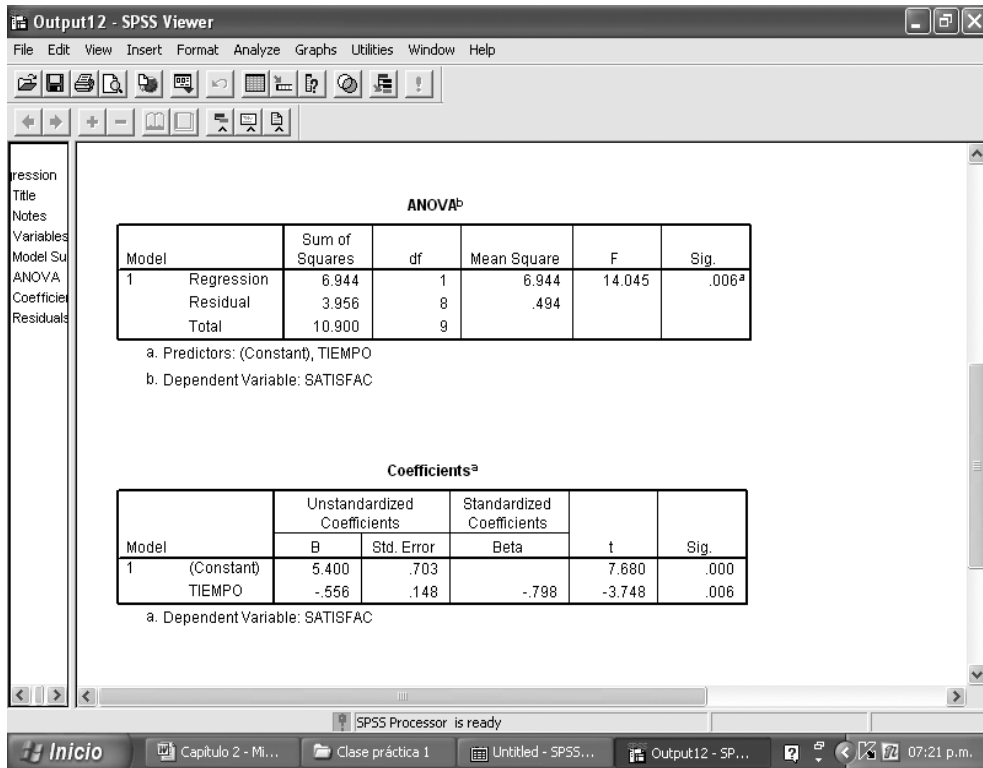 Output12 - SPSS Viewer
File Edit View Insert Format Analyze Graphs Utilities Window Help
ression
Title
Notes
Variables
Model Su
ANOVA
Coefficie
Residuals
ANOVAb
Model Sum of Squares df Mean Square F Sig.
1 Regression 6.944 1 6.944 14.045 .006a
Residual 3.956 8 .494
Total 10.900 9
a. Predictors: (Constant), TIEMPO
b. Dependent Variable: SATISFAC
Coefficientsa
Unstandardized Coefficients Standardized Coefficients
Model B Std. Error Beta t Sig.
1 (Constant) 5.400 .703 7.680 .000
TIEMPO -.556 .148 -.798 -3.748 .006
a. Dependent Variable: SATISFAC
SPSS Processor is ready
Inicio Capítulo 2 - Mi... Clase práctica 1 Untitled - SPSS... Output12 - SP... 07:21 p.m.